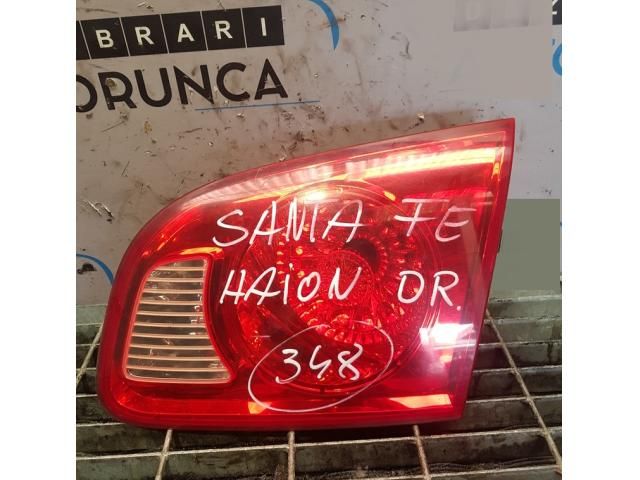 BRARI
ORUNCA
SANTA FE
HAION DR.
348